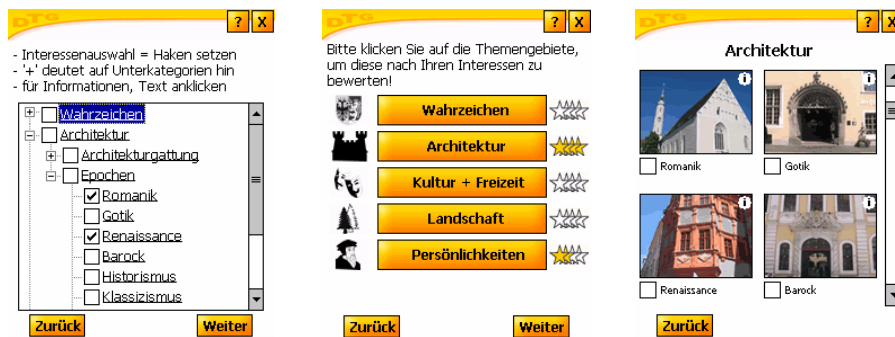 DTG
? X
- Interessenauswahl = Haken setzen
- '+' deutet auf Unterkategorien hin
- für Informationen, Text anklicken
Wahrzeichen
Architektur
Architekturgattung
Epochen
Romanik
Gotik
Renaissance
Barock
Historismus
Klassizismus
Zurück Weiter
DTG
? X
Bitte klicken Sie auf die Themengebiete,
um diese nach Ihren Interessen zu
bewerten!
Wahrzeichen
Architektur
Kultur + Freizeit
Landschaft
Persönlichkeiten
Zurück Weiter
DTG
? X
Architektur
Romanik Gotik
Renaissance Barock
Zurück